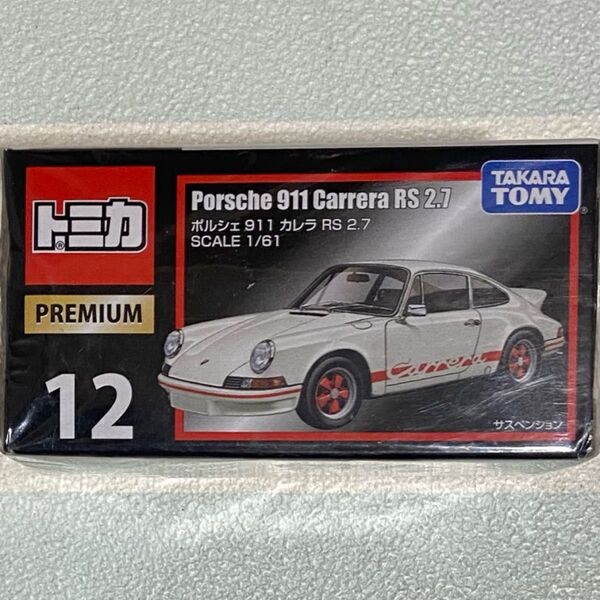 トミカ
PREMIUM
12
Porsche 911 Carrera RS 2.7
ポルシェ 911 カレラ RS 2.7
SCALE 1/61
TAKARA
TOMY
Carrera
サスペンション